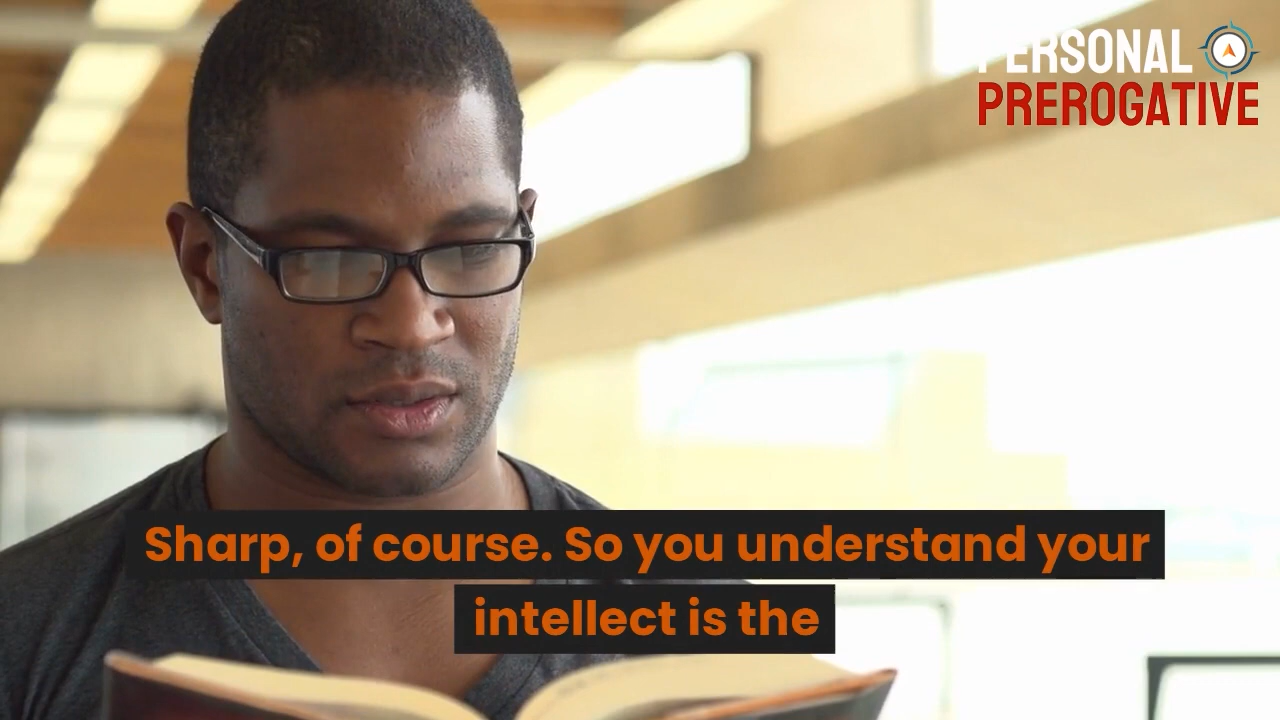 PERSONAL
PREROGATIVE
Sharp, of course. So you understand your
intellect is the